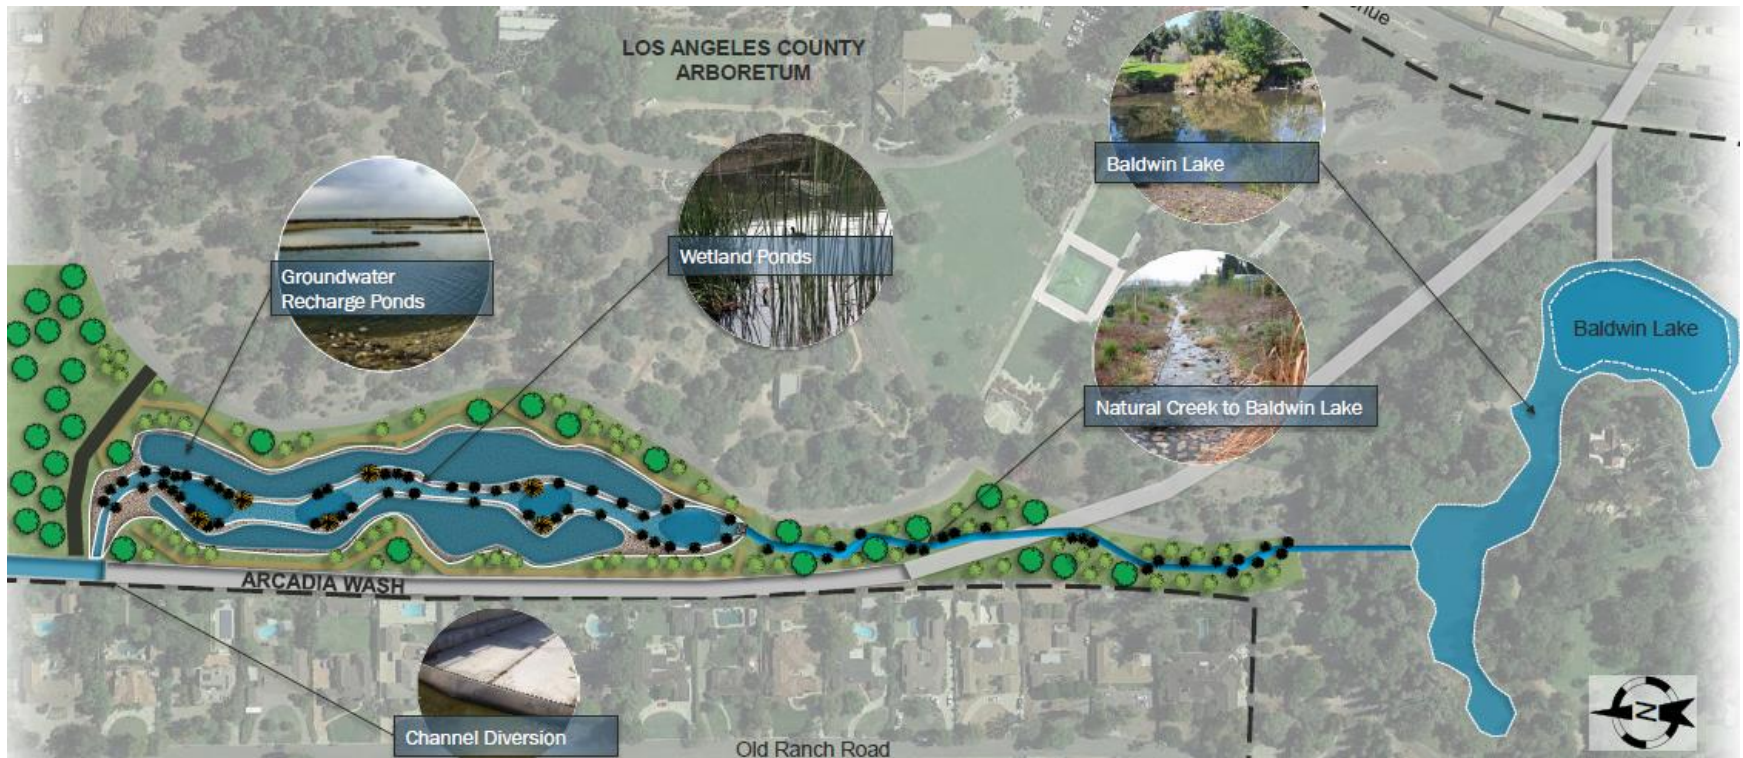 LOS ANGELES COUNTY
ARBORETUM
Baldwin Lake
Wetland Ponds
Groundwater
Recharge Ponds
Baldwin Lake
Natural Creek to Baldwin Lake
ARCADIA WASH
Channel Diversion
Old Ranch Road
N